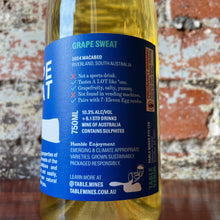 GRAPE SWEAT
2024 MACABEO
RIVERLAND, SOUTH AUSTRALIA
Not a sports drink.
Tastes A LOT like* one.
Grapefruit, salty, yummy.
Not found in vending machines.
Pairs with 7-Eleven Egg sando.
750ML
10.3% ALC/VOL
= 6.1 STD DRINKS
WINE OF AUSTRALIA
CONTAINS SULPHITES
Humble Enjoyment
EMERGING & CLIMATE APPROPRIATE
VARIETIES. GROWN SUSTAINABLY.
PACKAGED RESPONSIBLY.
LEARN MORE AT
@TABLE.WINES
TABLEWINES.COM.AU